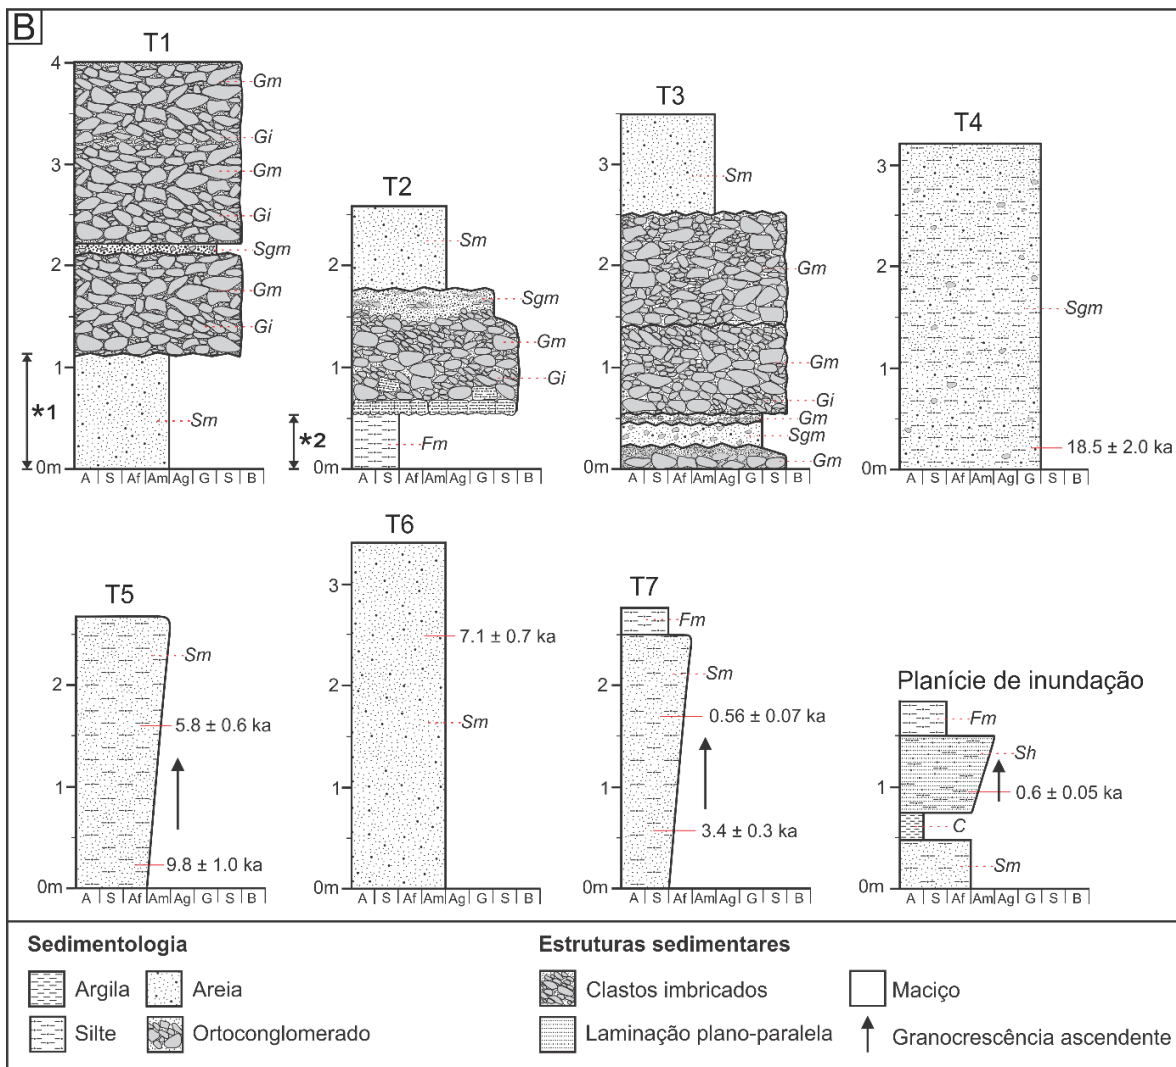 B
T1
4
3
2
1
0m
Gm
Gi
Gm
Gi
Sgm
Gm
Gi
Sm
*1
A S Af Am Ag G S B
T2
Sm
Sgm
Gm
Gi
Fm
*2
2
1
0m
A S Af Am Ag G S B
T3
3
2
1
0m
Sm
Gm
Gm
Gi
Gm
Sgm
Gm
A S Af Am Ag G S B
T4
3
2
1
0m
Sgm
18.5 ± 2.0 ka
A S Af Am Ag G S B
T5
2
1
0m
Sm
5.8 ± 0.6 ka
9.8 ± 1.0 ka
A S Af Am Ag G S B
T6
3
2
1
0m
7.1 ± 0.7 ka
Sm
A S Af Am Ag G S B
T7
2
1
0m
Fm
Sm
0.56 ± 0.07 ka
3.4 ± 0.3 ka
A S Af Am Ag G S B
Planície de inundação
1
0m
Fm
Sh
0.6 ± 0.05 ka
C
Sm
A S Af Am Ag G S B
Sedimentologia
Argila
Areia
Silte
Ortoconglomerado
Estruturas sedimentares
Clastos imbricados
Maciço
Laminação plano-paralela
Granocrescência ascendente